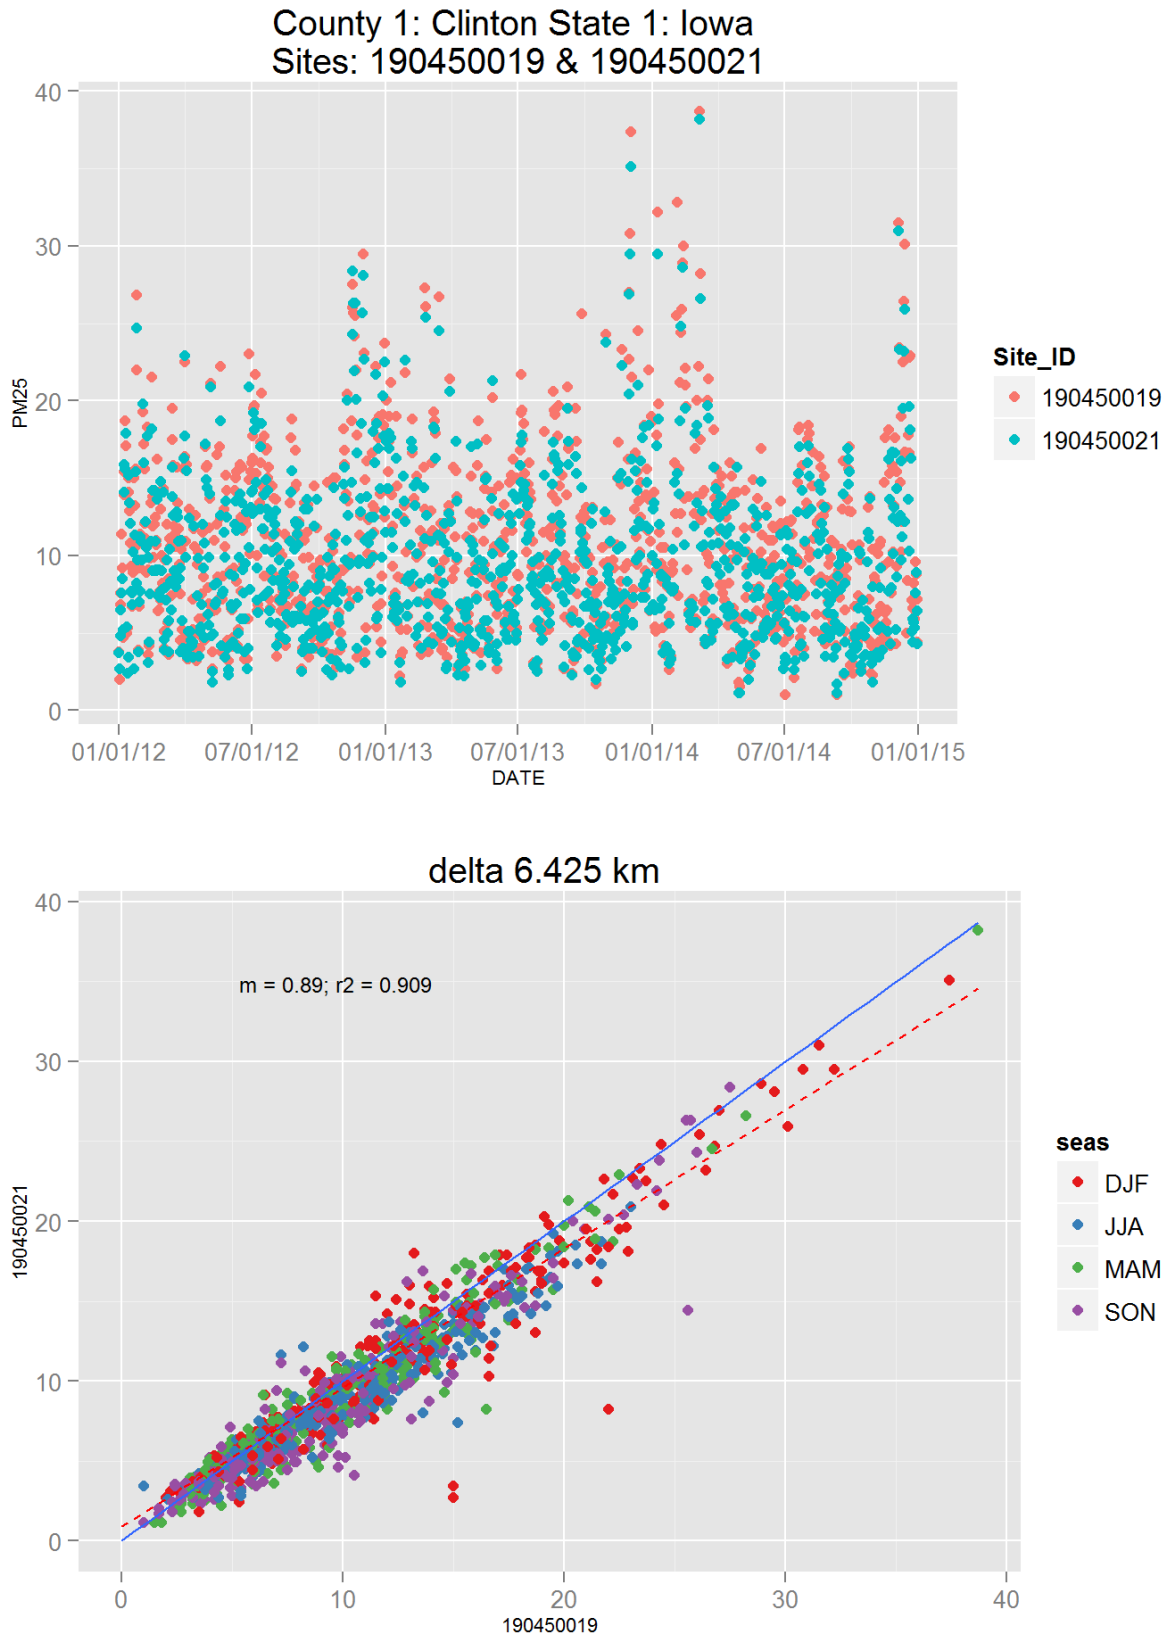 County 1: Clinton State 1: Iowa
Sites: 190450019 & 190450021
40
30
20
10
0
PM25
01/01/12 07/01/12 01/01/13 07/01/13 01/01/14 07/01/14 01/01/15
DATE
Site_ID
190450019
190450021
delta 6.425 km
40
30
20
10
0
190450021
m = 0.89; r2 = 0.909
0 10 20 30 40
190450019
seas
DJF
JJA
MAM
SON